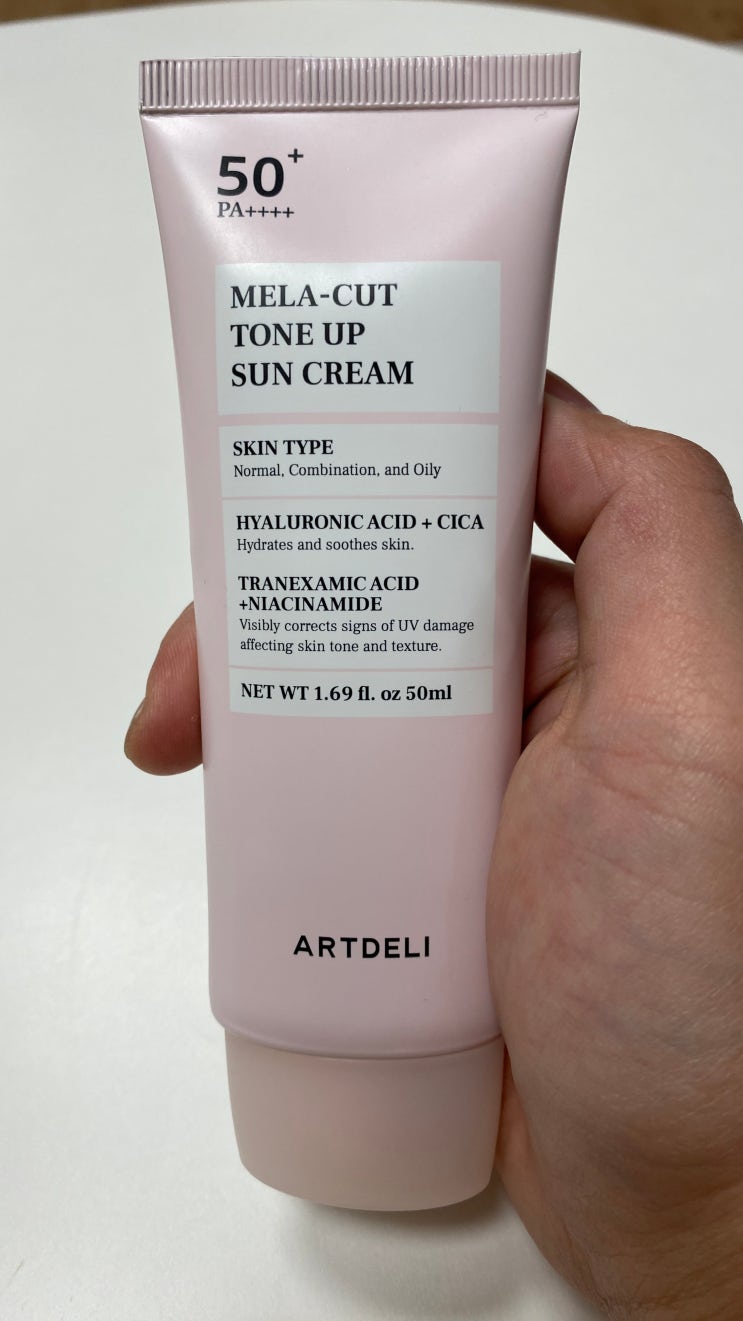 50+
PA++++
MELA-CUT
TONE UP
SUN CREAM
SKIN TYPE
Normal, Combination, and Oily
HYALURONIC ACID + CICA
Hydrates and soothes skin.
TRANEXAMIC ACID
+NIACINAMIDE
Visibly corrects signs of UV damage
affecting skin tone and texture.
NET WT 1.69 fl. oz 50ml
ARTDELI